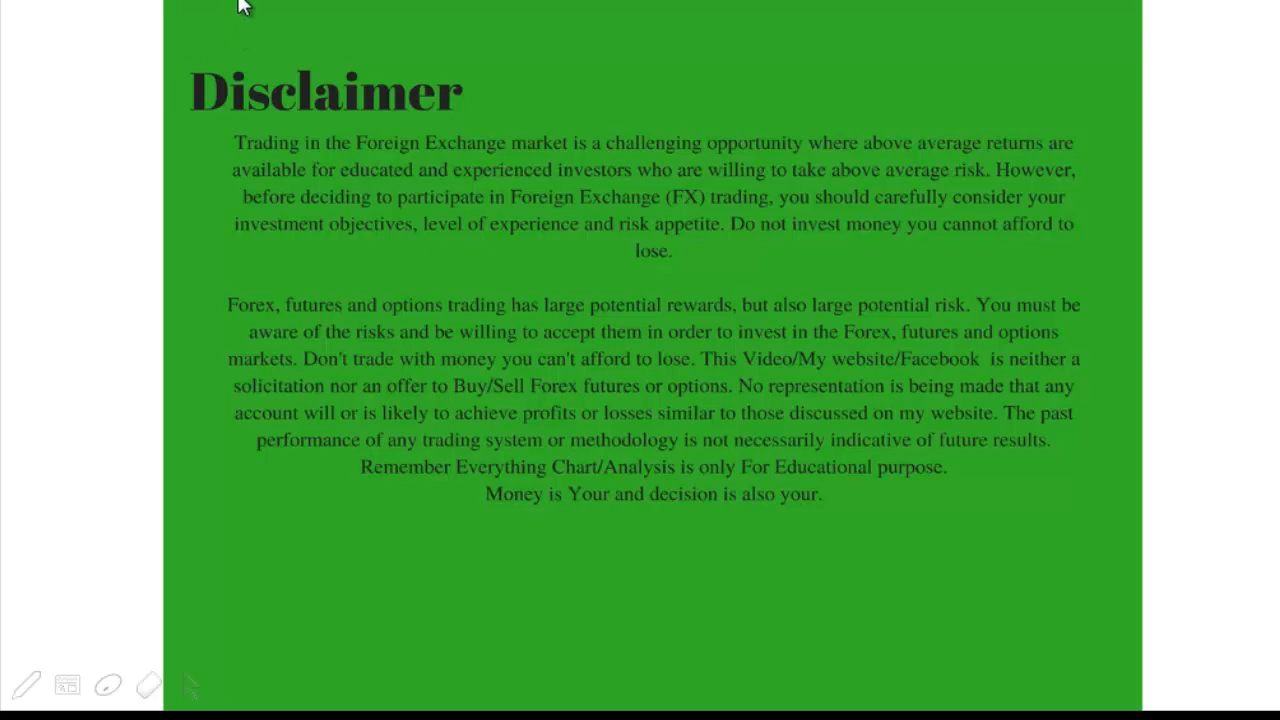 Disclaimer
Trading in the Foreign Exchange market is a challenging opportunity where above average returns are
available for educated and experienced investors who are willing to take above average risk. However,
before deciding to participate in Foreign Exchange (FX) trading, you should carefully consider your
investment objectives, level of experience and risk appetite. Do not invest money you cannot afford to
lose.
Forex, futures and options trading has large potential rewards, but also large potential risk. You must be
aware of the risks and be willing to accept them in order to invest in the Forex, futures and options
markets. Don't trade with money you can't afford to lose. This Video/My website/Facebook is neither a
solicitation nor an offer to Buy/Sell Forex futures or options. No representation is being made that any
account will or is likely to achieve profits or losses similar to those discussed on my website. The past
performance of any trading system or methodology is not necessarily indicative of future results.
Remember Everything Chart/Analysis is only For Educational purpose.
Money is Your and decision is also your.